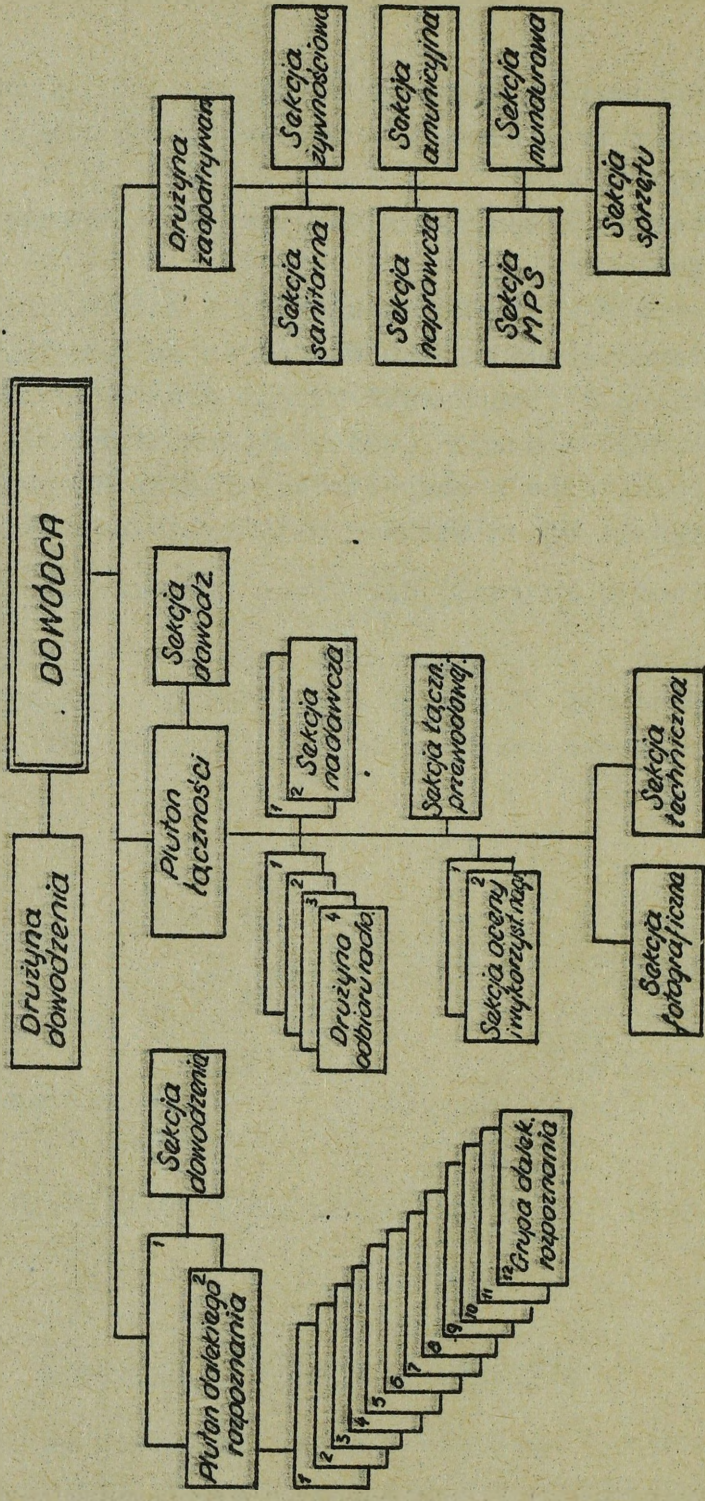 DOWÓDCA
Drużyna
dowodzenia
1
Pluton dalekiego 2
rozpoznania
Sekcja
dowodzenia
1
2
3
4
5
6
7
8
9
10
11
12 Grupa dalek.
rozpoznania
Pluton
łączności
Sekcja
dowodz.
1
2
3
4
Drużyna
odbioru radio.
1
2
Sekcja
nadawcza
Sekcja łączn.
przewodowej.
1
2
Sekcja oceny
i wykorzyst. nagr.
Sekcja
fotograficzna
Sekcja
techniczna
Drużyna
zaopatrywan
Sekcja
sanitarna
Sekcja
żywnościowa
Sekcja
naprawcza
Sekcja
amunicyjna
Sekcja
MPS
Sekcja
mundurowa
Sekcja
sprzętu